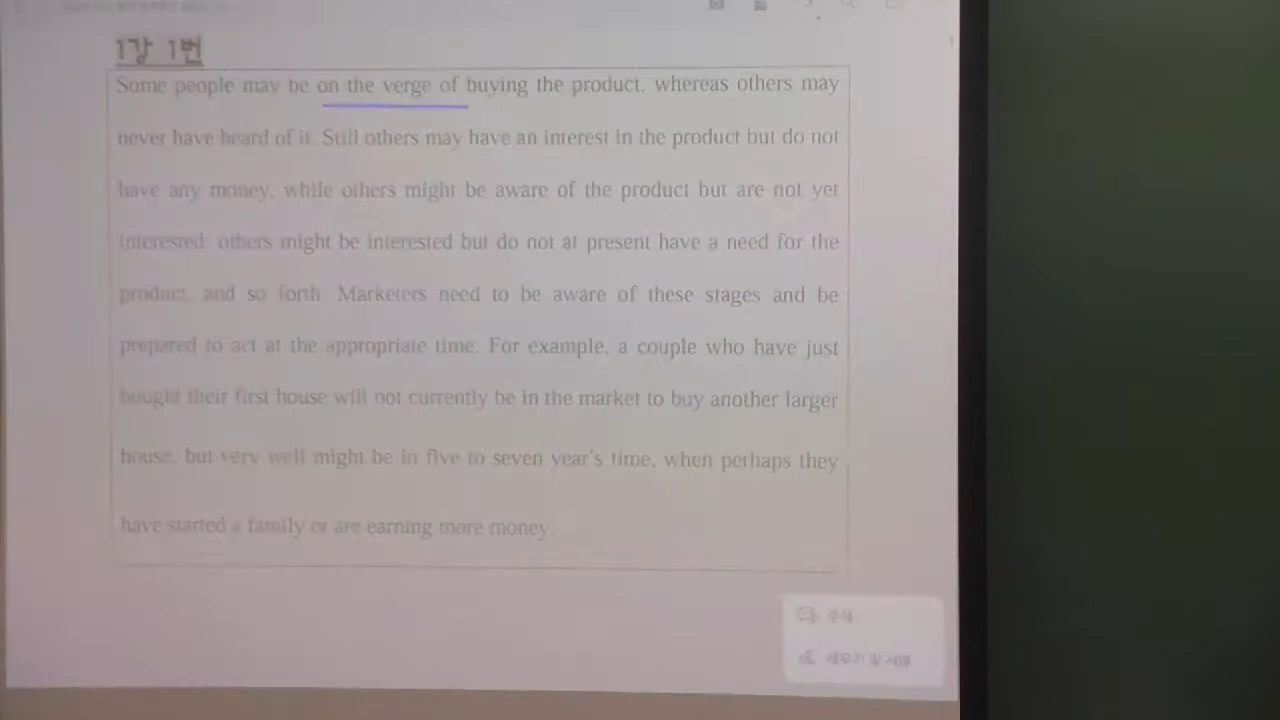 1강 1번
Some people may be on the verge of buying the product, whereas others may
never have heard of it. Still others may have an interest in the product but do not
have any money, while others might be aware of the product but are not yet
interested; others might be interested but do not at present have a need for the
product, and so forth. Marketers need to be aware of these stages and be
prepared to act at the appropriate time. For example, a couple who have just
bought their first house will not currently be in the market to buy another larger
house, but very well might be in five to seven year's time, when perhaps they
have started a family or are earning more money.